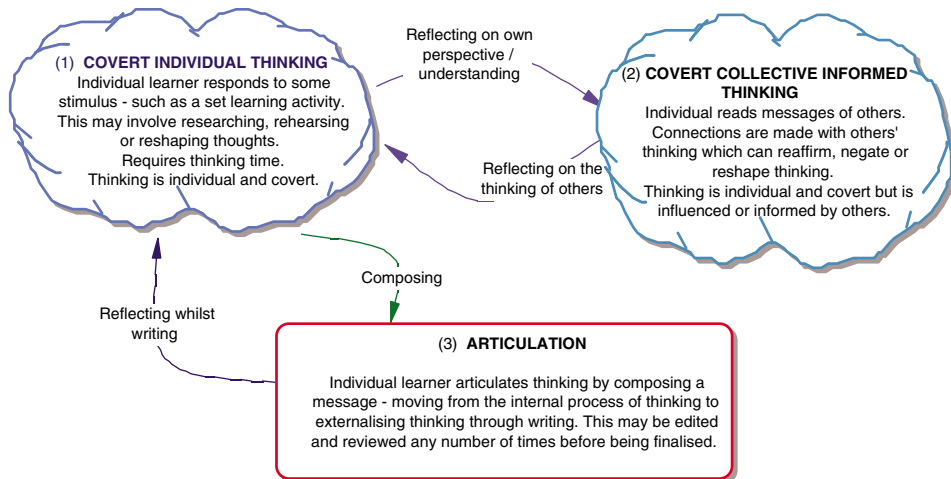 (1) COVERT INDIVIDUAL THINKING
Individual learner responds to some
stimulus - such as a set learning activity.
This may involve researching, rehearsing
or reshaping thoughts.
Requires thinking time.
Thinking is individual and covert.
Reflecting on own
perspective /
understanding
(2) COVERT COLLECTIVE INFORMED
THINKING
Individual reads messages of others.
Connections are made with others'
thinking which can reaffirm, negate or
reshape thinking.
Thinking is individual and covert but is
influenced or informed by others.
Reflecting on the
thinking of others
Composing
Reflecting whilst
writing
(3) ARTICULATION
Individual learner articulates thinking by composing a
message - moving from the internal process of thinking to
externalising thinking through writing. This may be edited
and reviewed any number of times before being finalised.